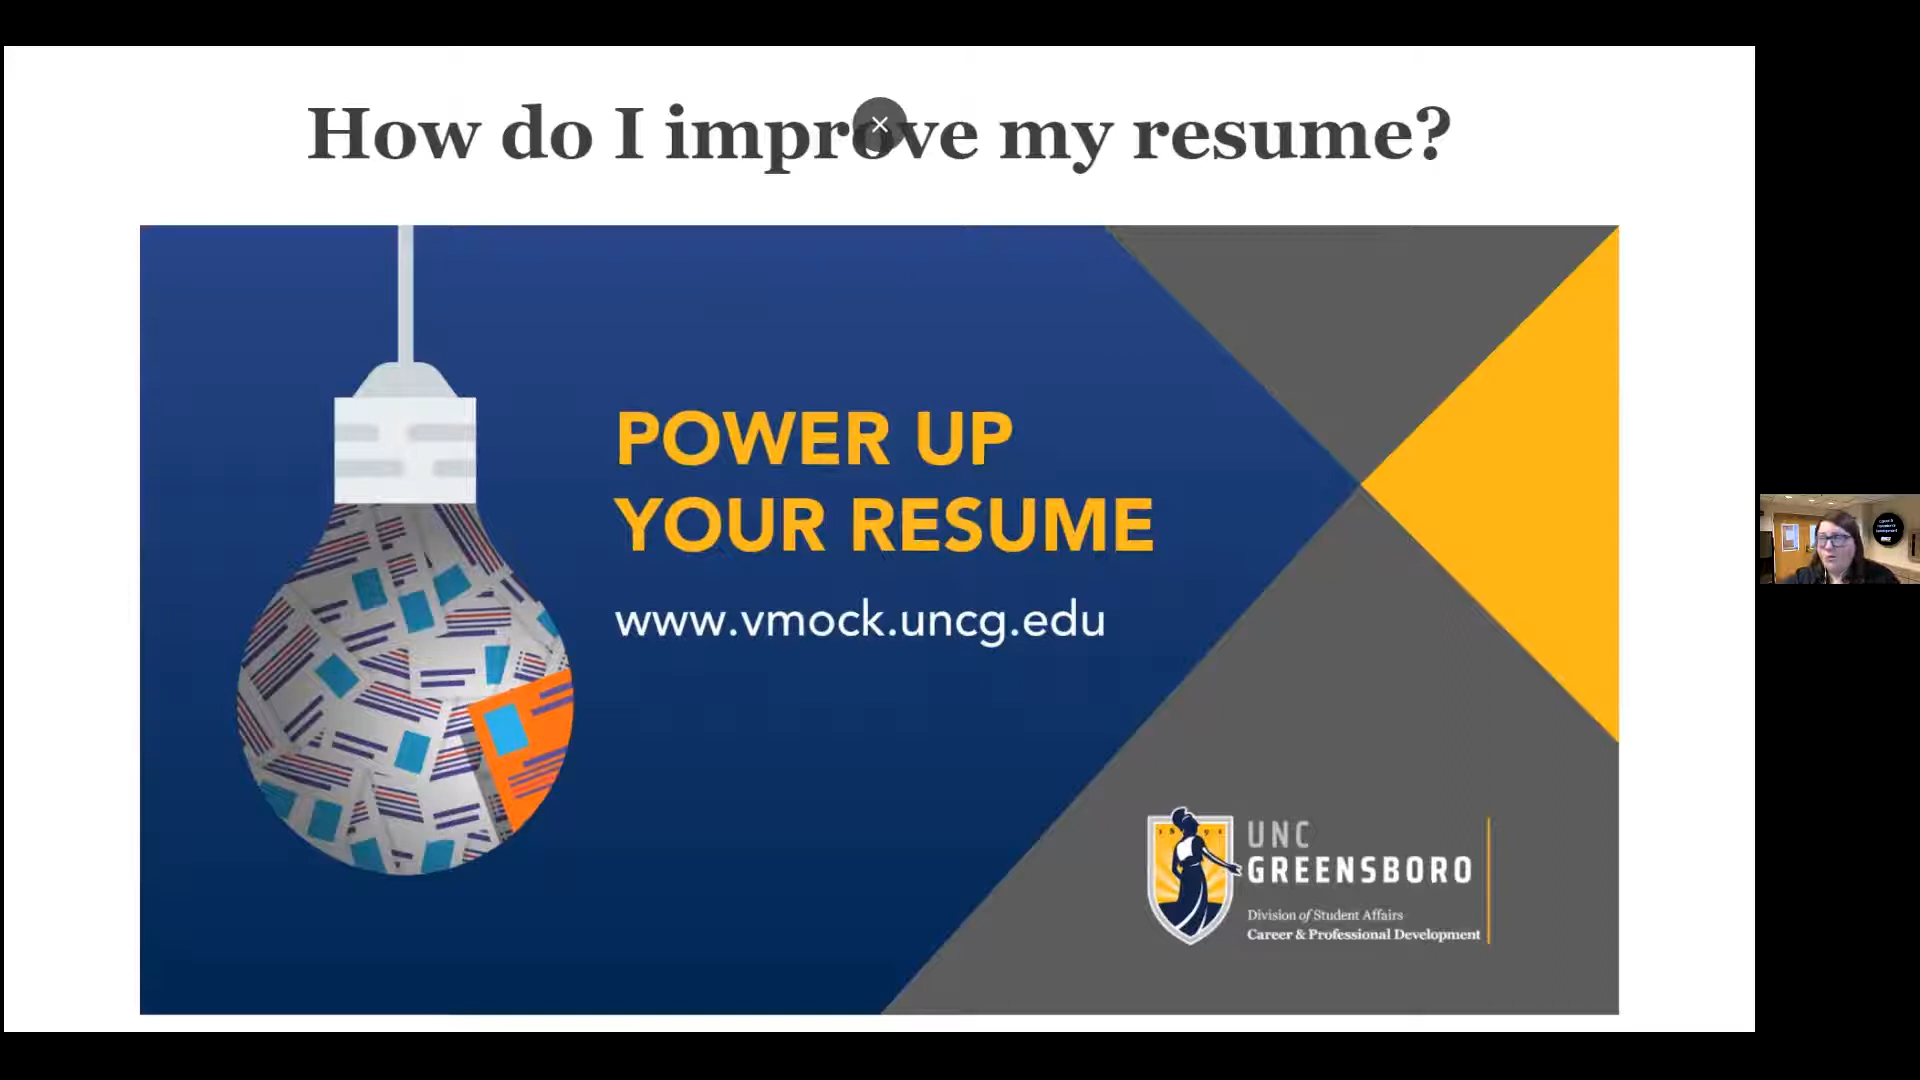 How do I improve my resume?
POWER UP
YOUR RESUME
www.vmock.uncg.edu
UNC
GREENSBORO
Division of Student Affairs
Career & Professional Development